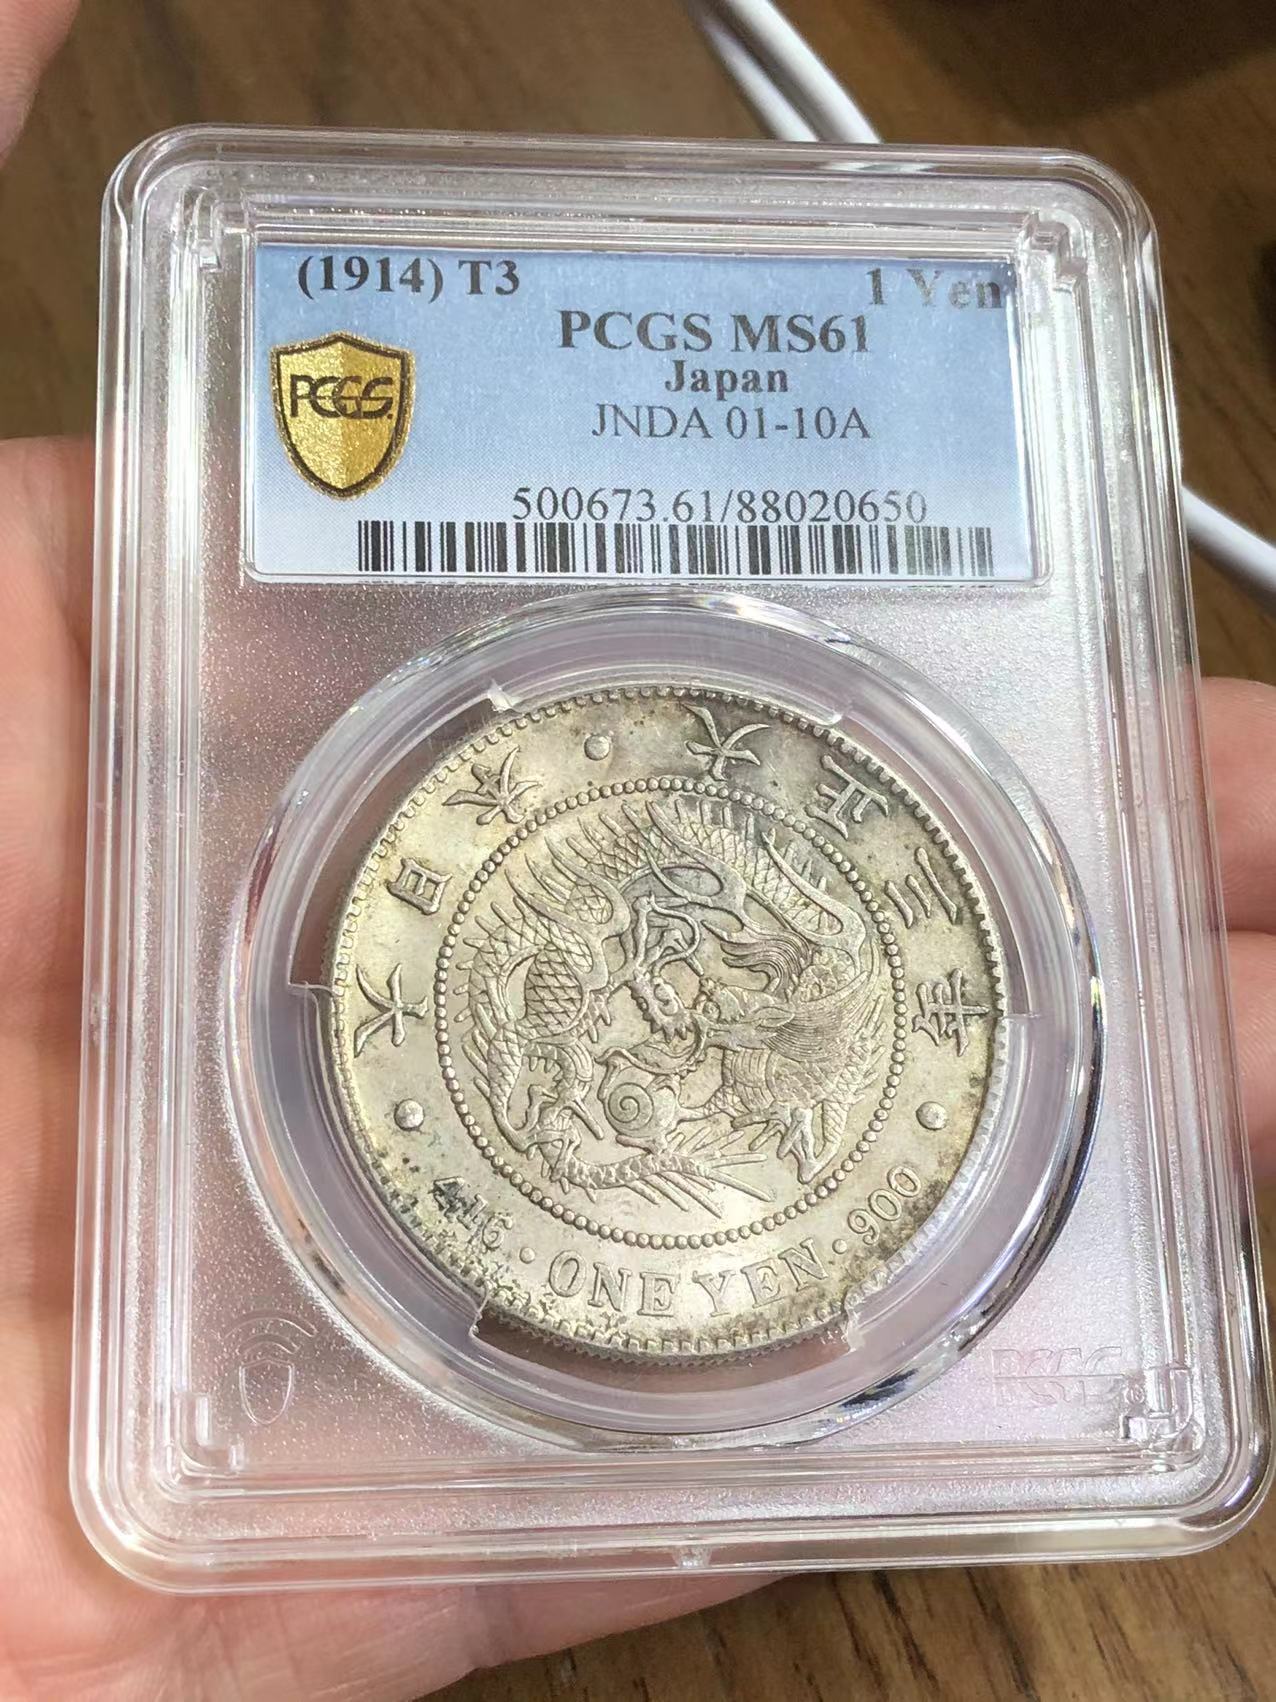 (1914) T3 1 Yen
PCGS MS61
Japan
JNDA 01-10A
PCGS
500673.61/88020650
大日本 · 大正三年
416 · ONE YEN · 900
PCGS